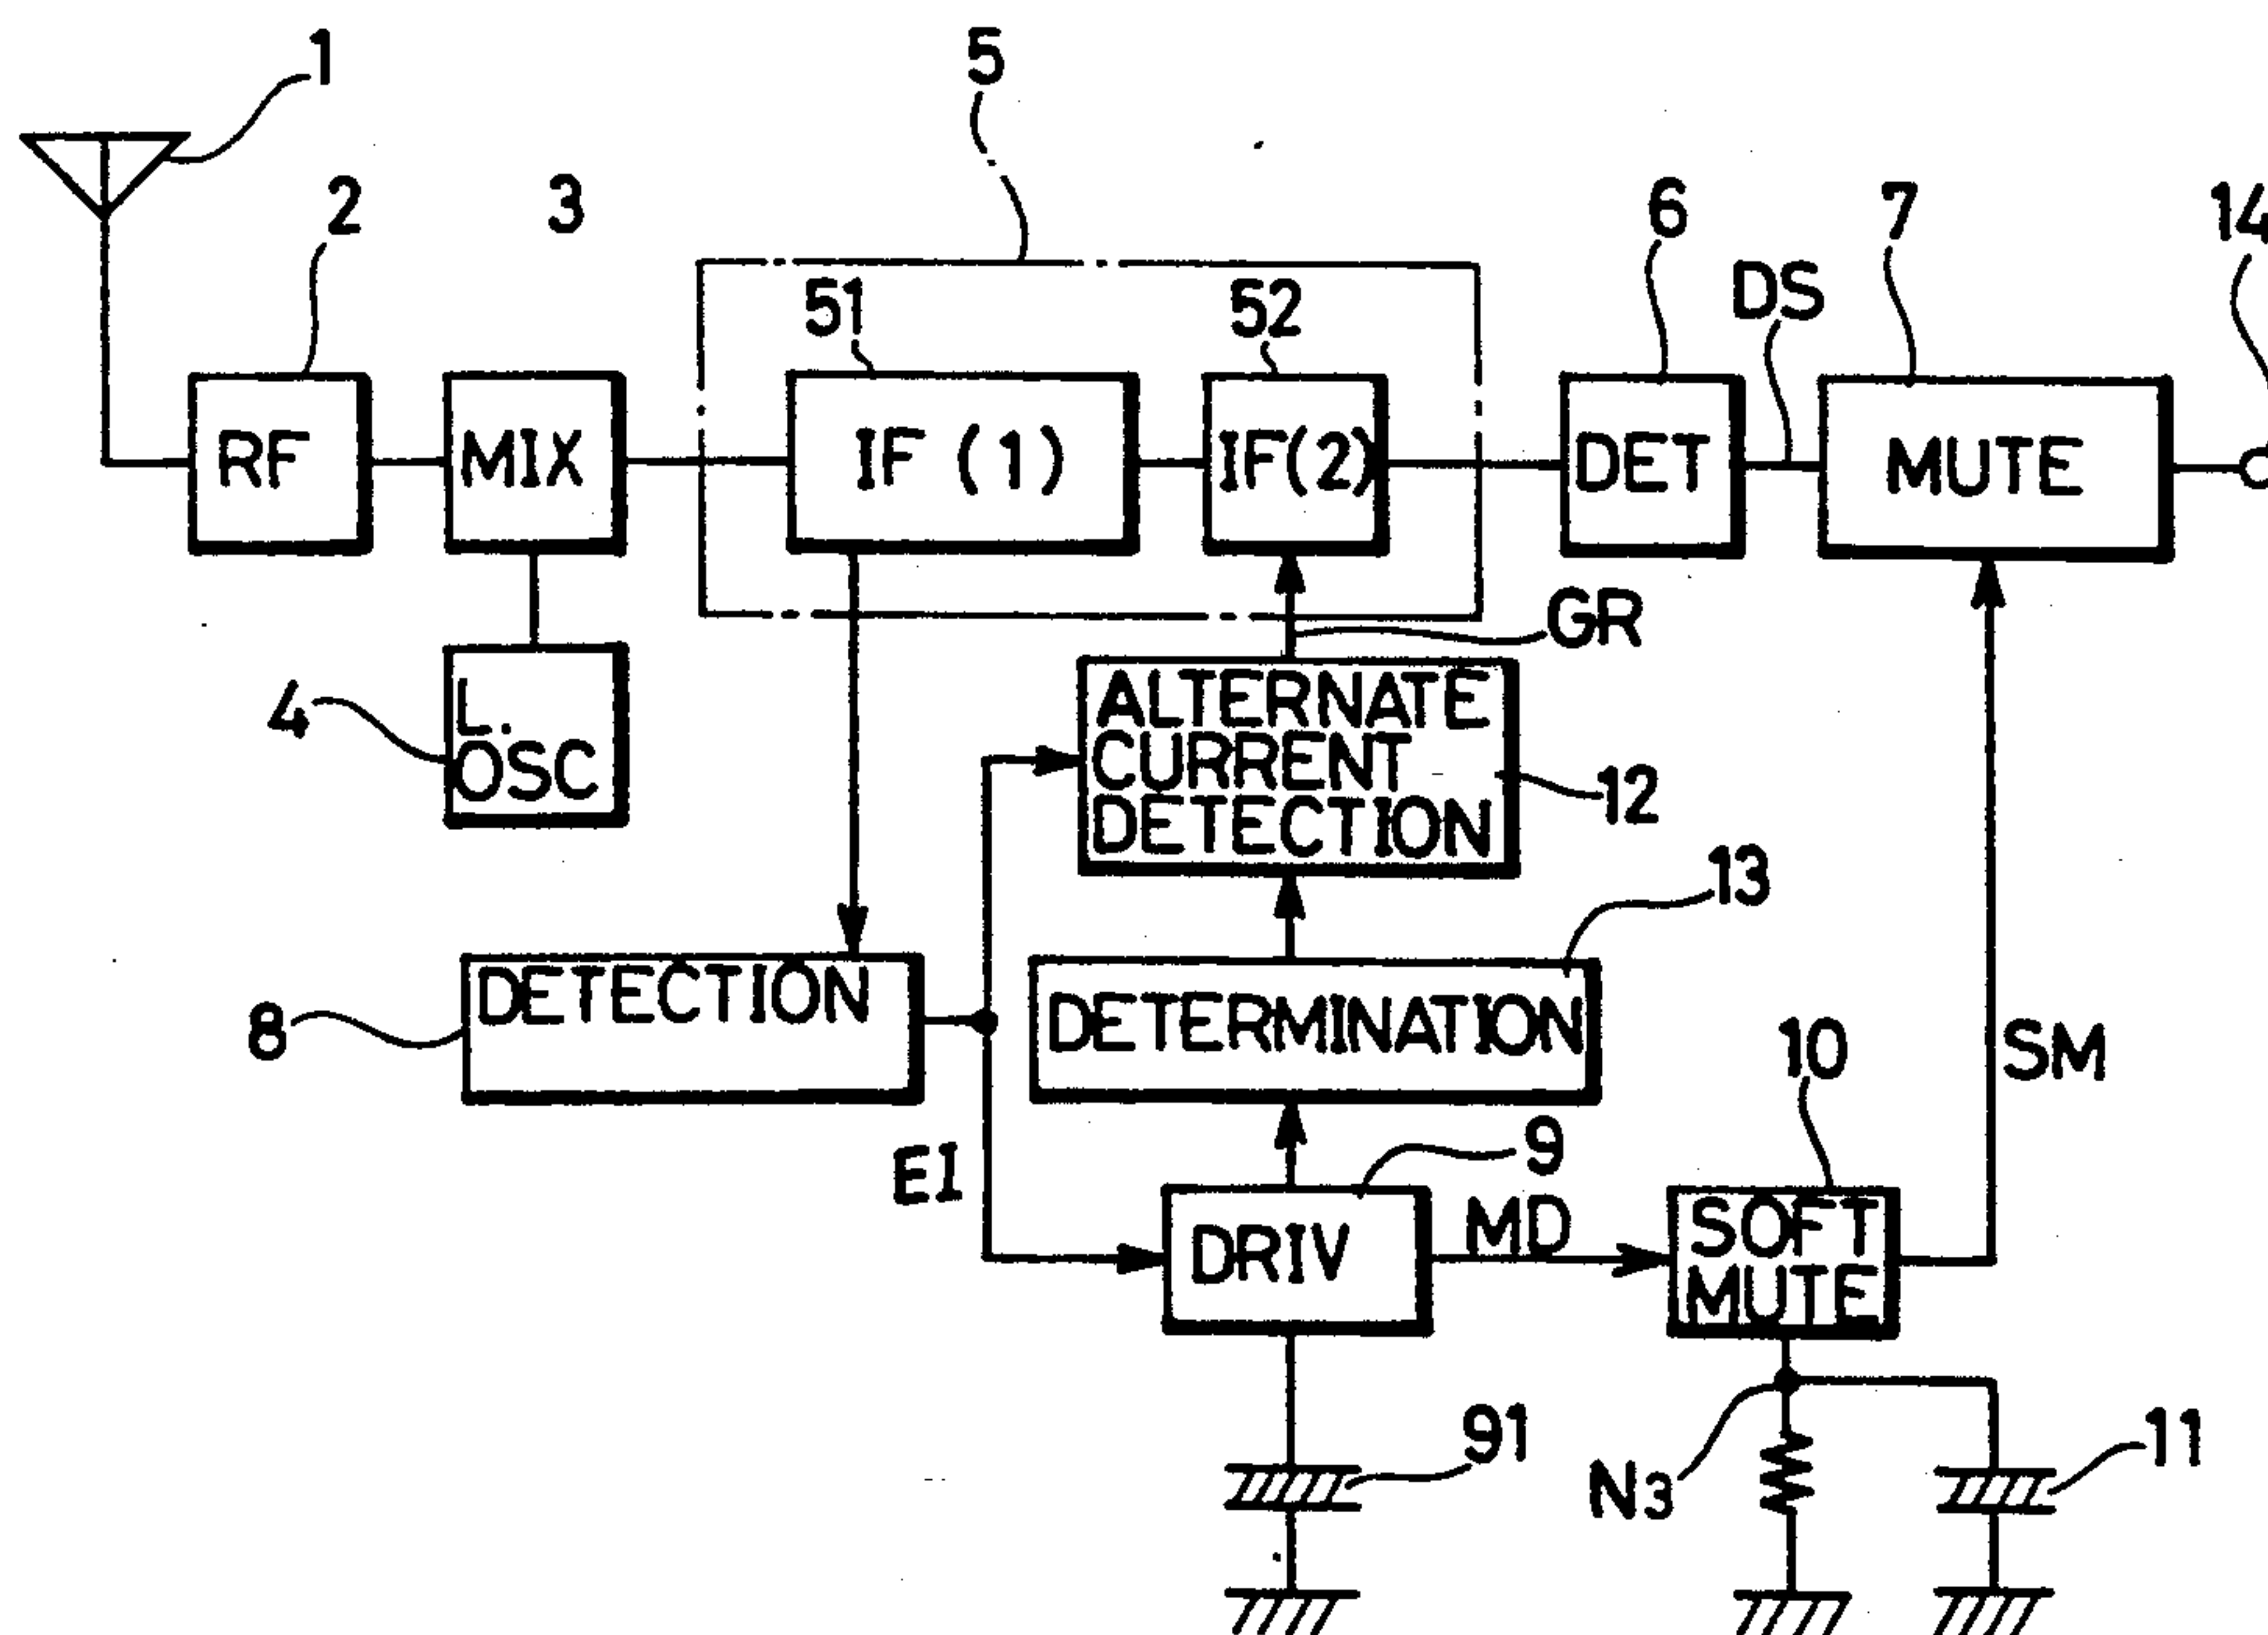 1
5
2
3
6
7
14
51
52
DS
RF
MIX
IF (1)
IF(2)
DET
MUTE
GR
4
L.
OSC
ALTERNATE
CURRENT
DETECTION
12
13
DETECTION
8
DETERMINATION
10
SM
EI
9
DRIV
MD
SOFT
MUTE
91
N3
11